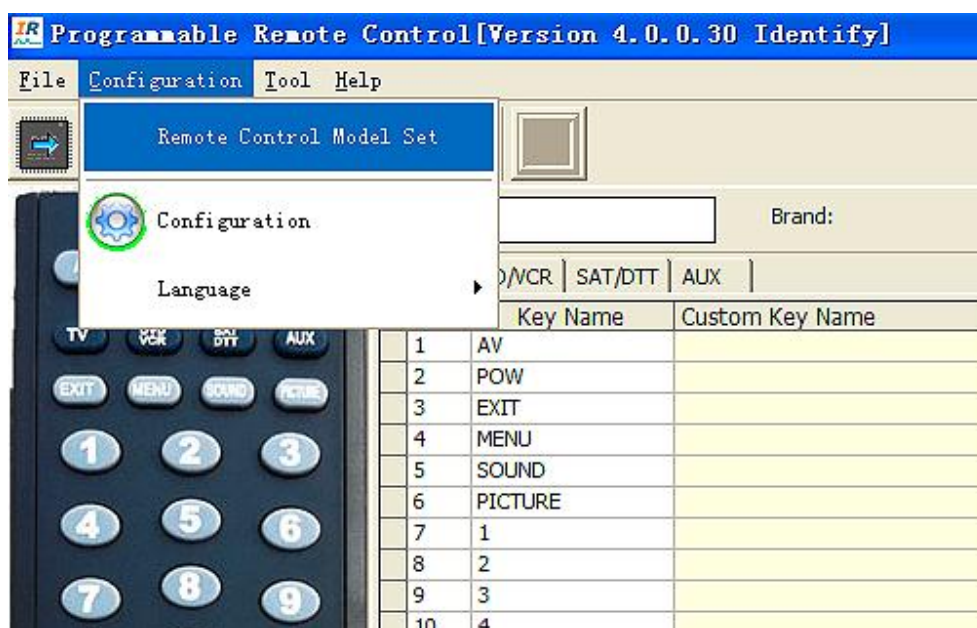 IR Programmable Remote Control[Version 4.0.0.30 Identify]
File Configuration Tool Help
Remote Control Model Set
Configuration
Brand:
Language
/VCR SAT/DTT AUX
Key Name Custom Key Name
TV VCR SAT DTT AUX
1 AV
2 POW
EXIT MENU SOUND PICTURE
3 EXIT
4 MENU
1 2 3
5 SOUND
6 PICTURE
4 5 6
7 1
8 2
7 8 9
9 3
10 4